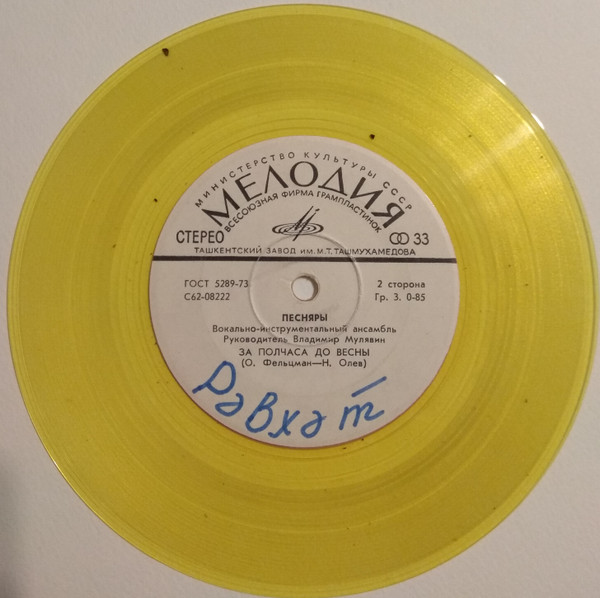 МИНИСТЕРСТВО КУЛЬТУРЫ СССР
МЕЛОДИЯ
ВСЕСОЮЗНАЯ ФИРМА ГРАМПЛАСТИНОК
СТЕРЕО
33
ТАШКЕНТСКИЙ ЗАВОД ИМ. М.Т. ТАШМУХАМЕДОВА
ГОСТ 5289-73
2 сторона
С62-08222
Гр. 3. 0-85
ПЕСНЯРЫ
Вокально-инструментальный ансамбль
Руководитель Владимир Мулявин
ЗА ПОЛЧАСА ДО ВЕСНЫ
(О. Фельцман—Н. Олев)
Равхат